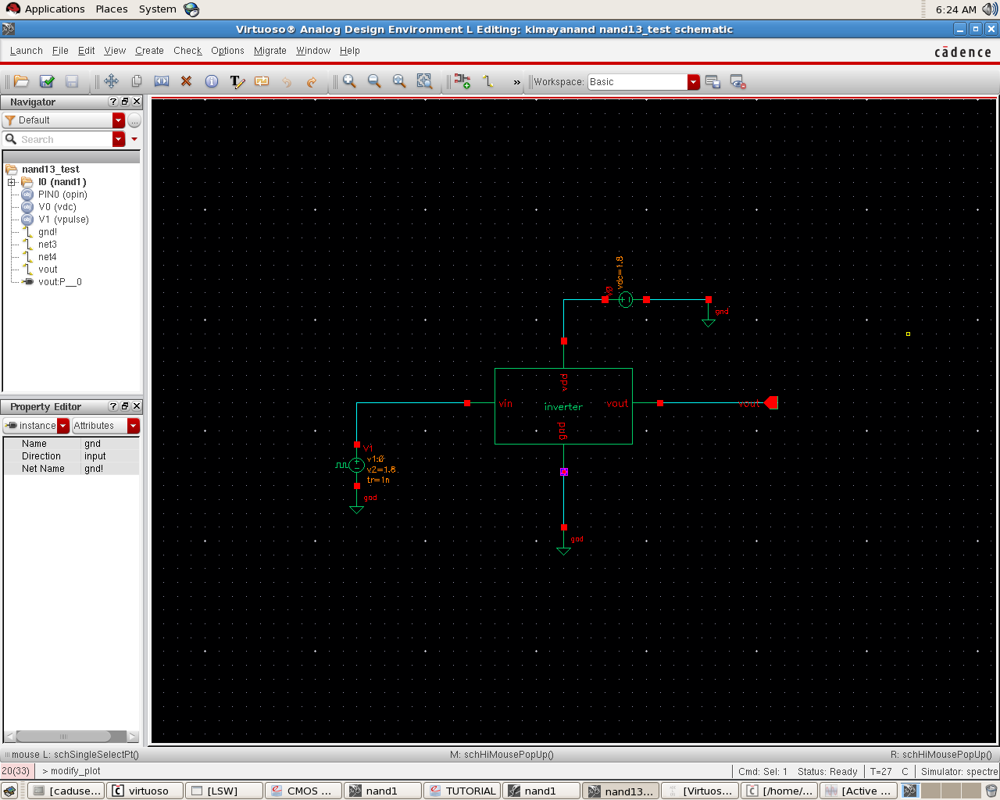 Applications Places System
6:24 AM
Virtuoso® Analog Design Environment L Editing: kimayanand nand13_test schematic
Launch File Edit View Create Check Options Migrate Window Help
cādence
» Workspace: Basic
Navigator
Default
...
Search
nand13_test
I0 (nand1)
PIN0 (opin)
V0 (vdc)
V1 (vpulse)
gnd!
net3
net4
vout
vout:P__0
Property Editor
instance Attributes
Name gnd
Direction input
Net Name gnd!
vdc=1.8
V0
gnd
vdd
vin
inverter
vout
vout
gnd
V1
v1:0
v2=1.8
tr=1n
gnd
gnd
mouse L: schSingleSelectPt()
M: schHiMousePopUp()
R: schHiMousePopUp()
20(33) > modify_plot
Cmd: Sel: 1 Status: Ready T=27 C Simulator: spectre
[caduse... virtuoso [LSW] CMOS ... nand1 TUTORIAL nand1 nand13... [Virtuos... [/home/... [Active ...